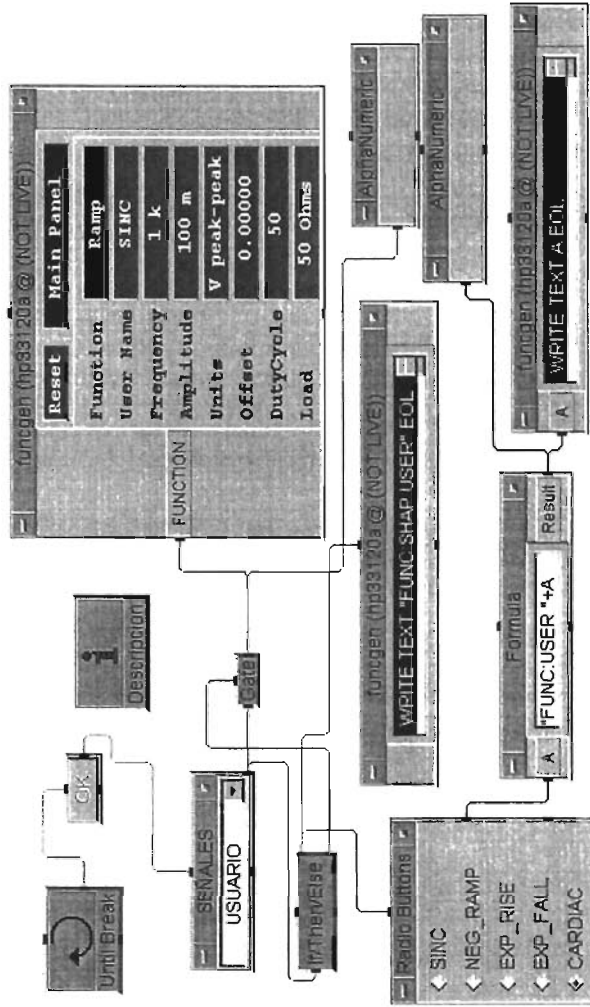 Until Break
OK
Descripcion
SEÑALES
USUARIO
If/Then/Else
Gate
funcgen (hp33120a @ (NOT LIVE))
Reset
Main Panel
FUNCTION
Function
Ramp
User Name
SINC
Frequency
1 k
Amplitude
100 m
Units
V peak-peak
Offset
0.00000
DutyCycle
50
Load
50 Ohms
Radio Buttons
SINC
NEG_RAMP
EXP_RISE
EXP_FALL
CARDIAC
funcgen (hp33120a @ (NOT LIVE))
WRITE TEXT "FUNC:SHAP USER" EOL
Formula
A
"FUNC:USER "+A
Result
AlphaNumeric
AlphaNumeric
funcgen (hp33120a @ (NOT LIVE))
A
WRITE TEXT A EOL